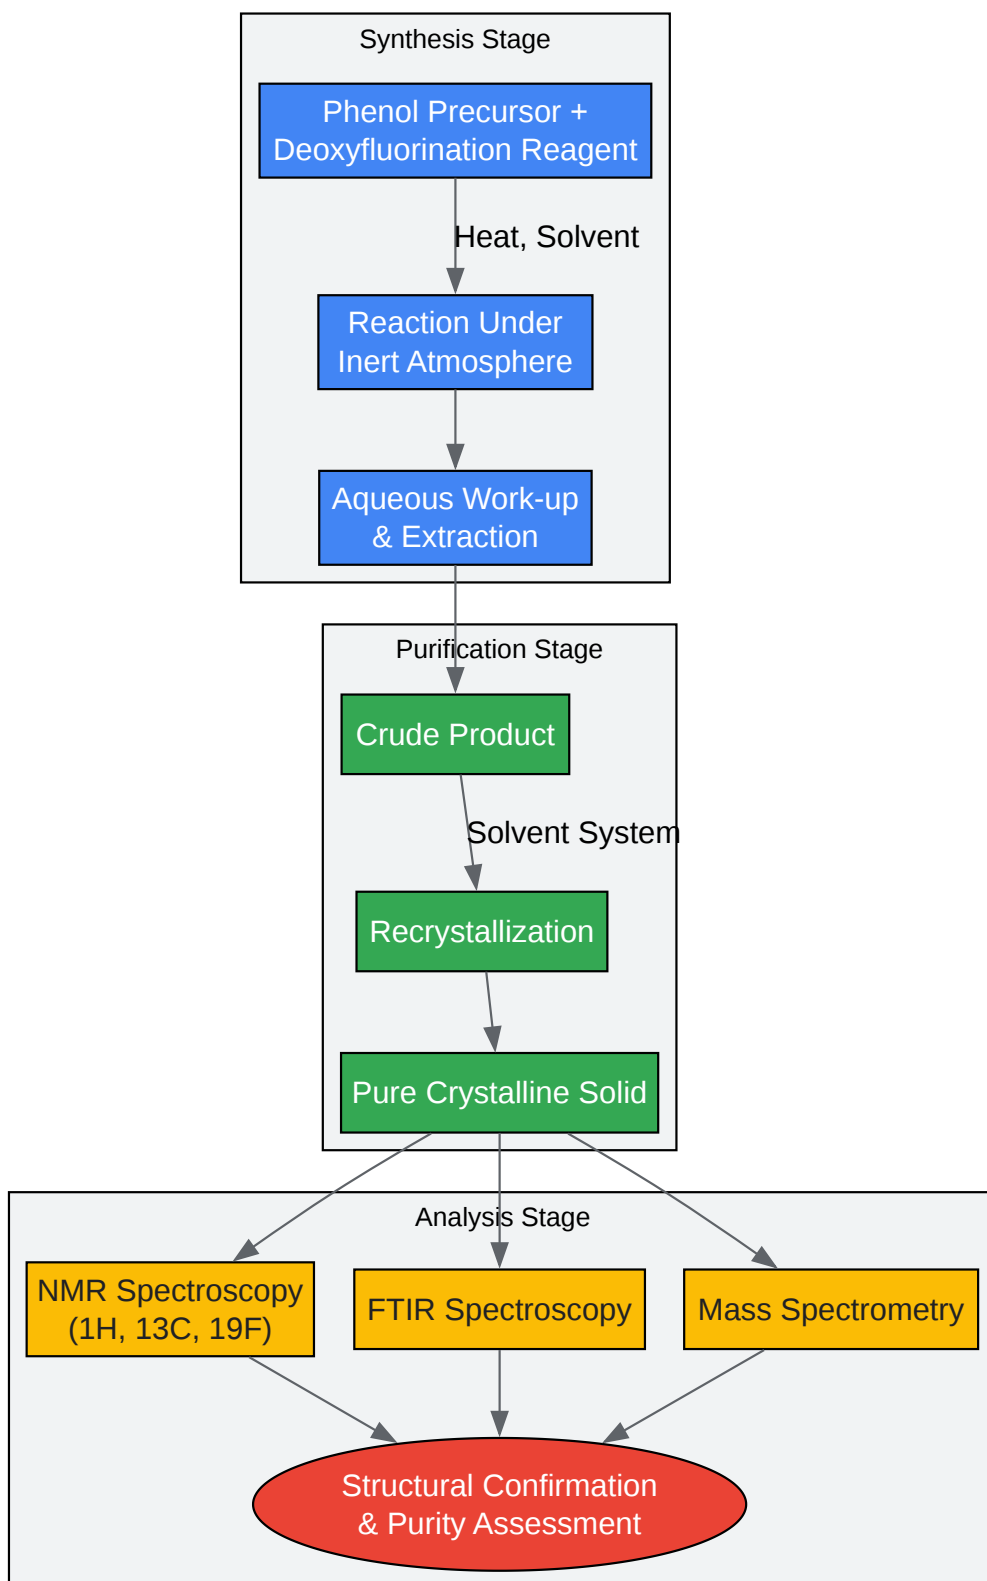 Synthesis Stage
Phenol Precursor +
Deoxyfluorination Reagent
Heat, Solvent
Reaction Under
Inert Atmosphere
Aqueous Work-up
& Extraction
Purification Stage
Crude Product
Solvent System
Recrystallization
Pure Crystalline Solid
Analysis Stage
NMR Spectroscopy
(1H, 13C, 19F)
FTIR Spectroscopy
Mass Spectrometry
Structural Confirmation
& Purity Assessment